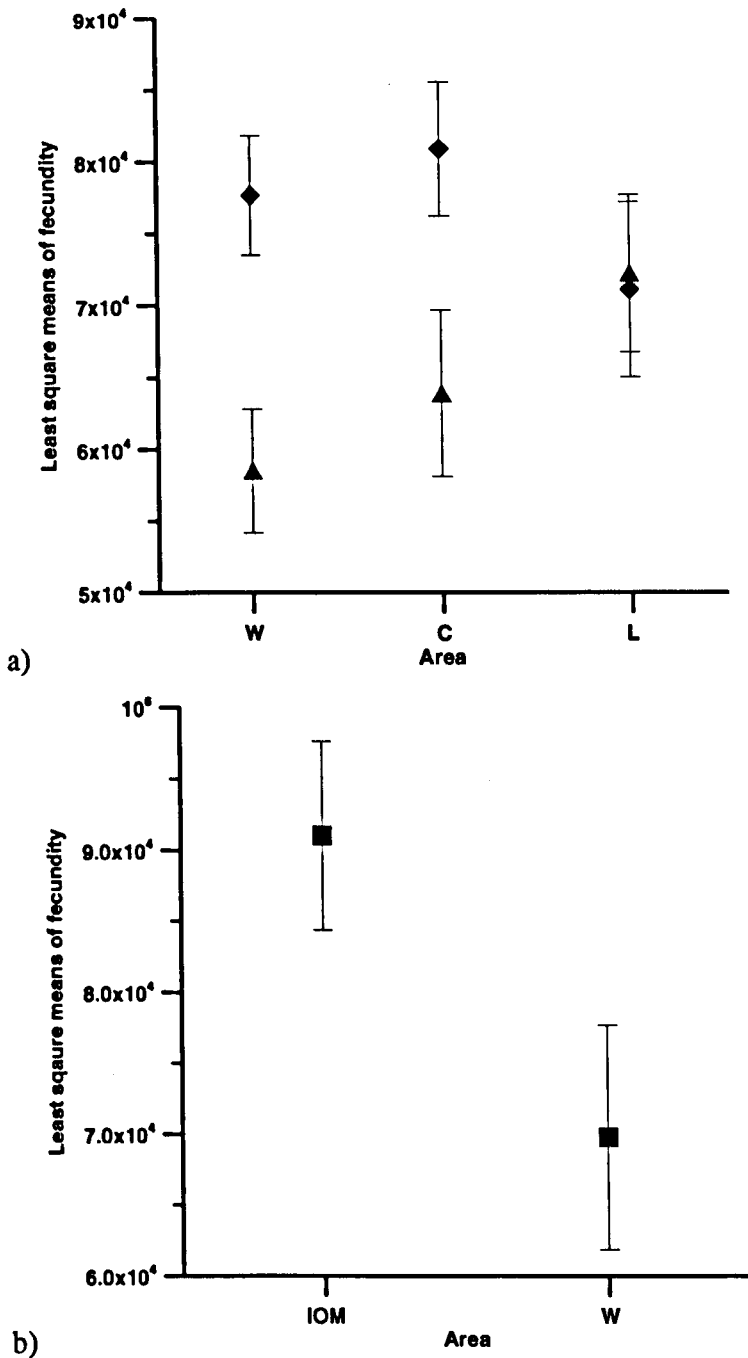 9x10⁴
8x10⁴
7x10⁴
6x10⁴
5x10⁴
Least square means of fecundity
W C L
Area
a)
10⁵
9.0x10⁴
8.0x10⁴
7.0x10⁴
6.0x10⁴
Least sqaure means of fecundity
IOM W
Area
b)